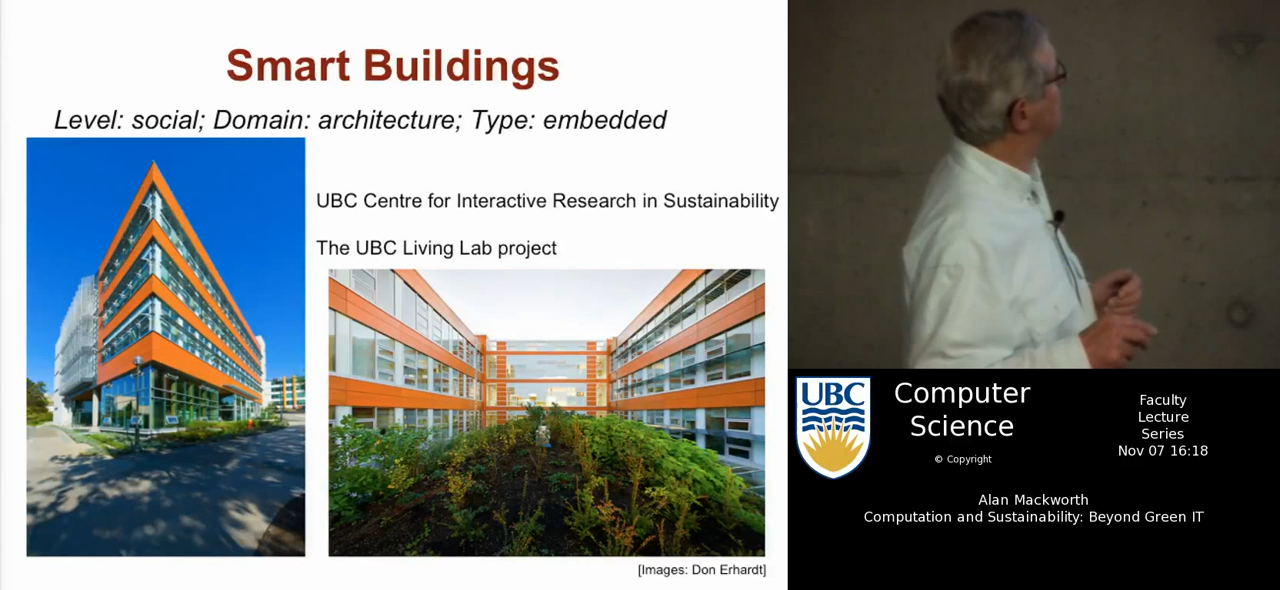 Smart Buildings
Level: social; Domain: architecture; Type: embedded
UBC Centre for Interactive Research in Sustainability
The UBC Living Lab project
[Images: Don Erhardt]
UBC
Computer
Science
© Copyright
Faculty
Lecture
Series
Nov 07 16:18
Alan Mackworth
Computation and Sustainability: Beyond Green IT